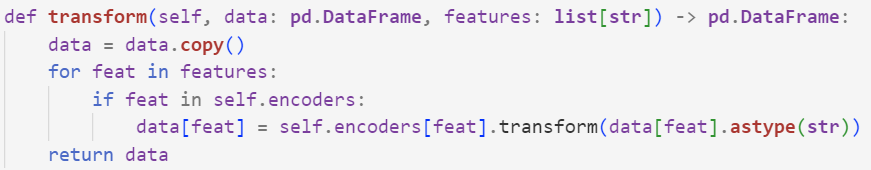 def transform(self, data: pd.DataFrame, features: list[str]) -> pd.DataFrame:
    data = data.copy()
    for feat in features:
        if feat in self.encoders:
            data[feat] = self.encoders[feat].transform(data[feat].astype(str))
    return data